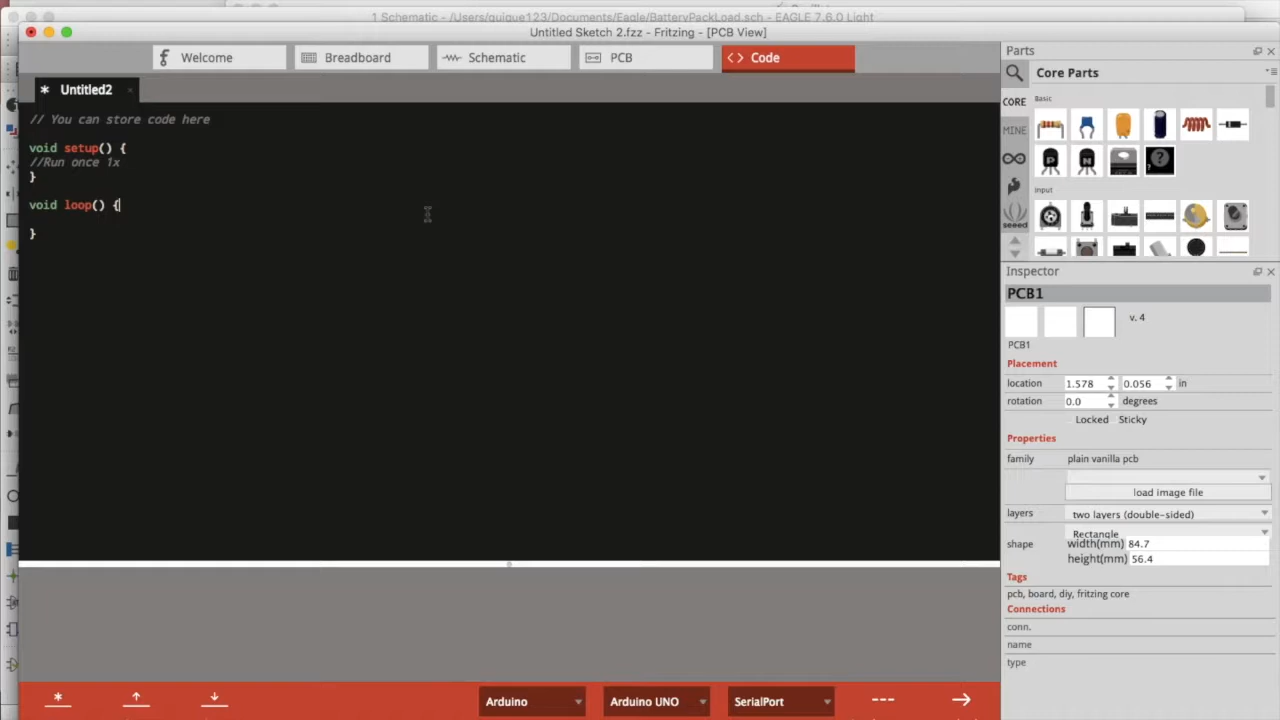 1 Schematic - /Users/quique123/Documents/Eagle/BatteryPackLoad.sch - EAGLE 7.6.0 Light
Untitled Sketch 2.fzz - Fritzing - [PCB View]
Welcome
Breadboard
Schematic
PCB
<> Code
* Untitled2
// You can store code here
void setup() {
//Run once 1x
}
void loop() {
}
Parts
Core Parts
CORE
Basic
MINE
P
N
?
Input
seeed
Inspector
PCB1
v. 4
PCB1
Placement
location 1.578 0.056 in
rotation 0.0 degrees
Locked Sticky
Properties
family plain vanilla pcb
load image file
layers two layers (double-sided)
Rectangle
shape width(mm) 84.7
height(mm) 56.4
Tags
pcb, board, diy, fritzing core
Connections
conn.
name
type
Arduino
Arduino UNO
SerialPort